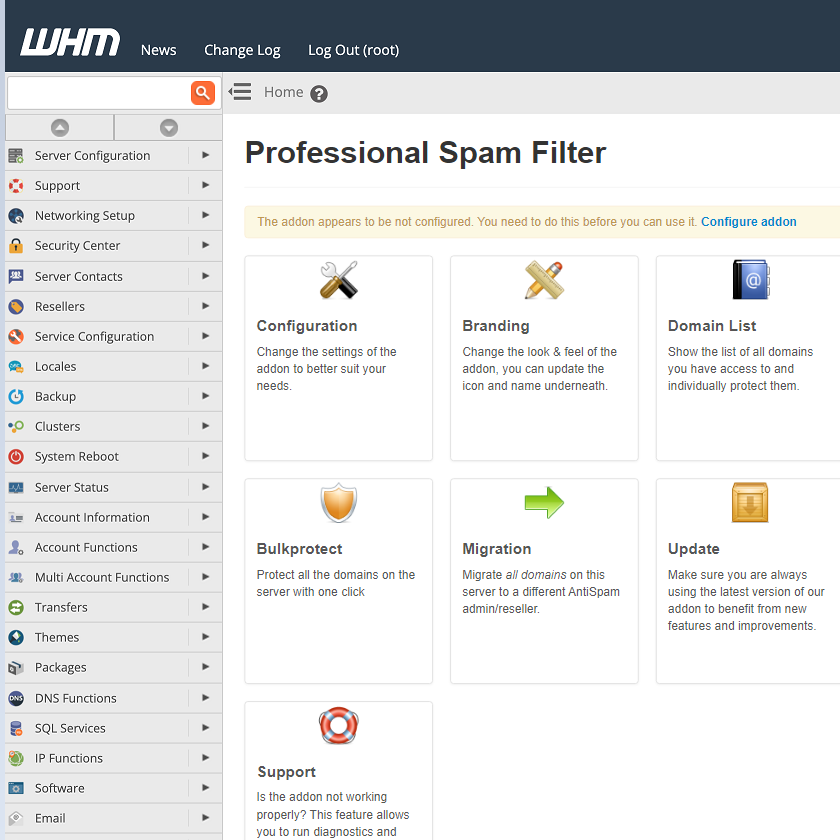 WHM
News
Change Log
Log Out (root)
Home
?
Server Configuration
Support
Networking Setup
Security Center
Server Contacts
Resellers
Service Configuration
Locales
Backup
Clusters
System Reboot
Server Status
Account Information
Account Functions
Multi Account Functions
Transfers
Themes
Packages
DNS
DNS Functions
SQL Services
IP Functions
Software
Email
Professional Spam Filter
The addon appears to be not configured. You need to do this before you can use it. Configure addon
Configuration
Change the settings of the
addon to better suit your
needs.
Branding
Change the look & feel of the
addon, you can update the
icon and name underneath.
@
Domain List
Show the list of all domains
you have access to and
individually protect them.
Bulkprotect
Protect all the domains on the
server with one click
Migration
Migrate all domains on this
server to a different AntiSpam
admin/reseller.
Update
Make sure you are always
using the latest version of our
addon to benefit from new
features and improvements.
Support
Is the addon not working
properly? This feature allows
you to run diagnostics and